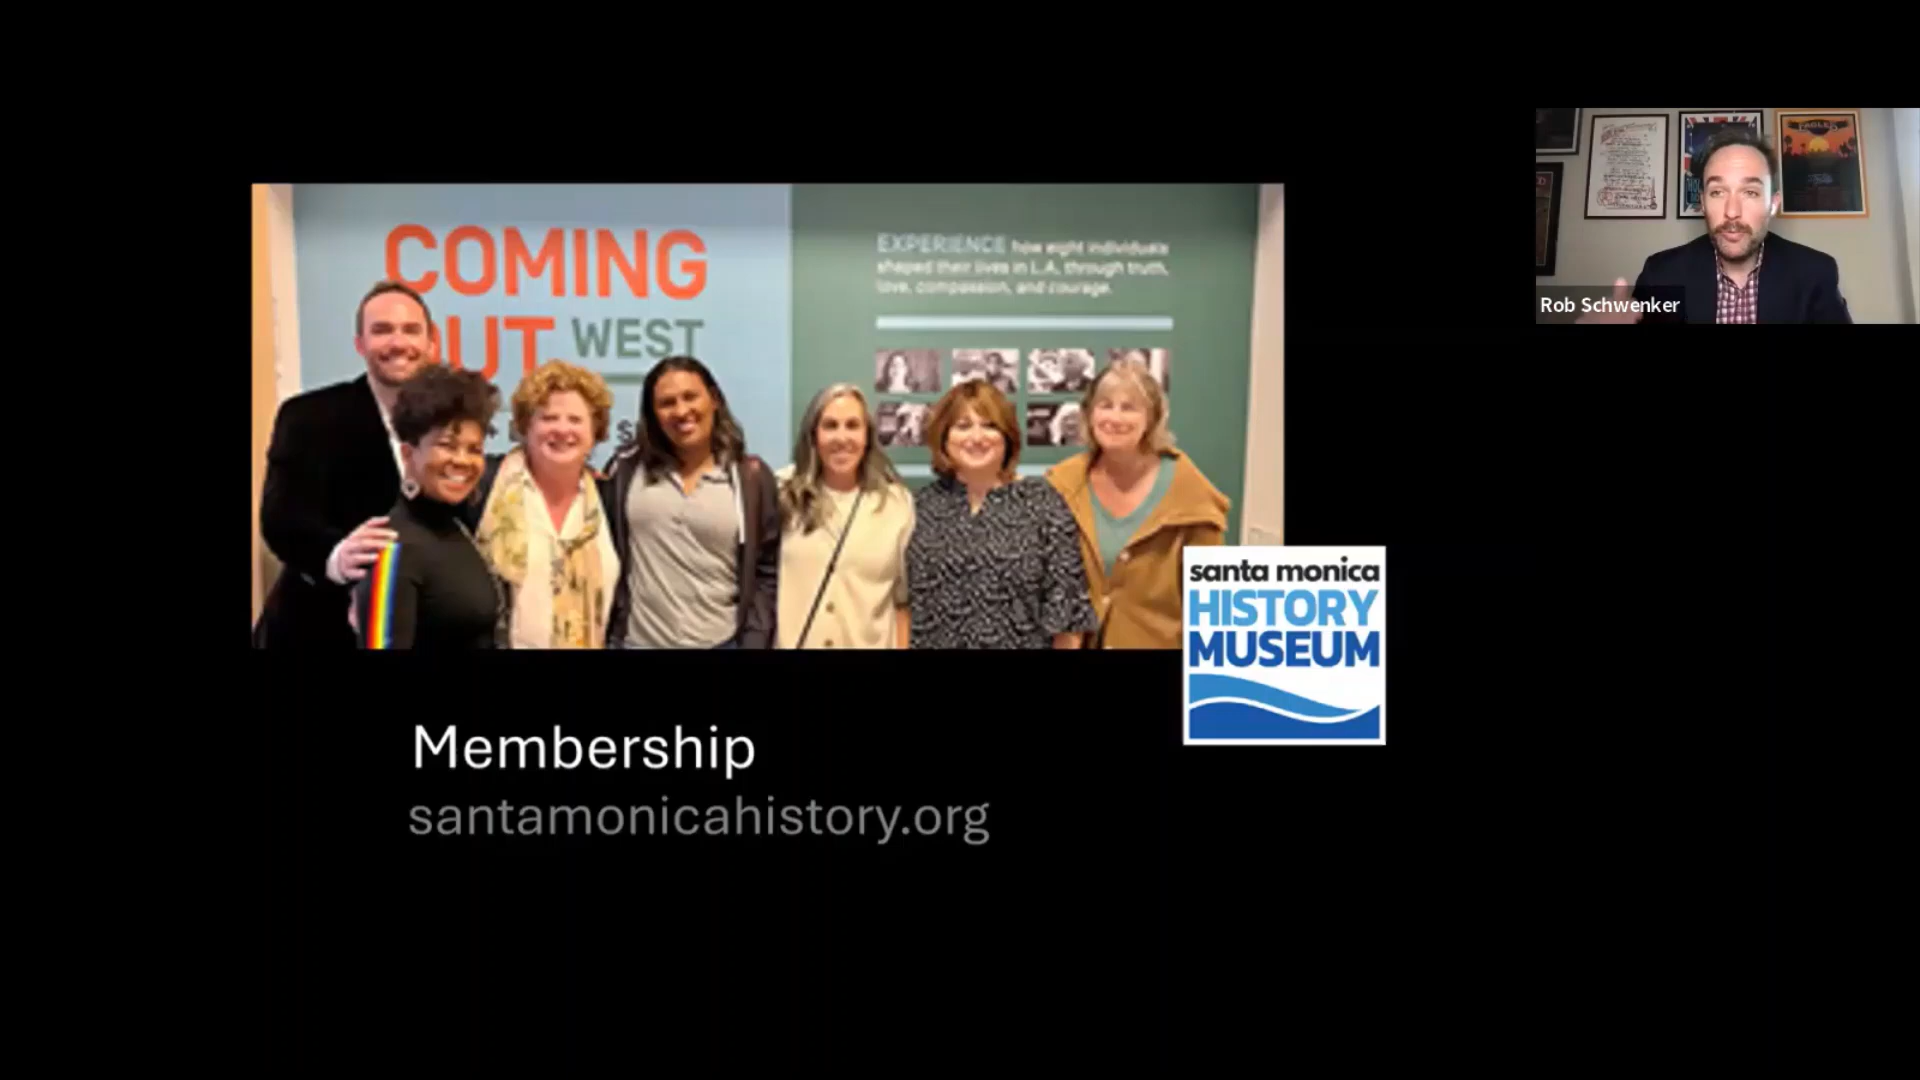 COMING
OUT WEST
EXPERIENCE how eight individuals
shaped their lives in L.A. through truth,
love, compassion, and courage.
santa monica
HISTORY
MUSEUM
Membership
santamonicahistory.org
EAGLES
Rob Schwenker